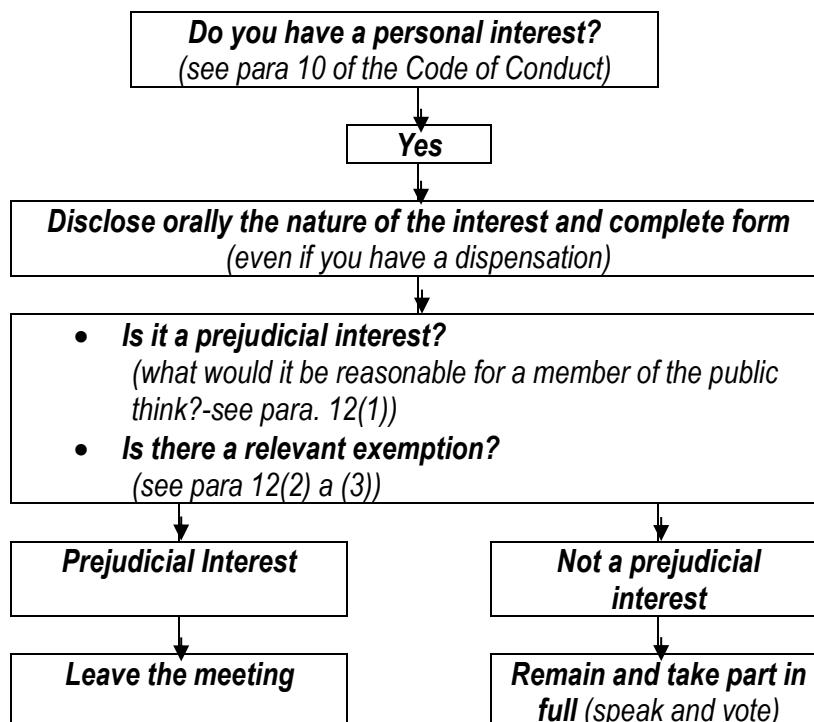 Do you have a personal interest?
(see para 10 of the Code of Conduct)
Yes
Disclose orally the nature of the interest and complete form
(even if you have a dispensation)
• Is it a prejudicial interest?
(what would it be reasonable for a member of the public
think?-see para. 12(1))
• Is there a relevant exemption?
(see para 12(2) a (3))
Prejudicial Interest
Not a prejudicial
interest
Leave the meeting
Remain and take part in
full (speak and vote)